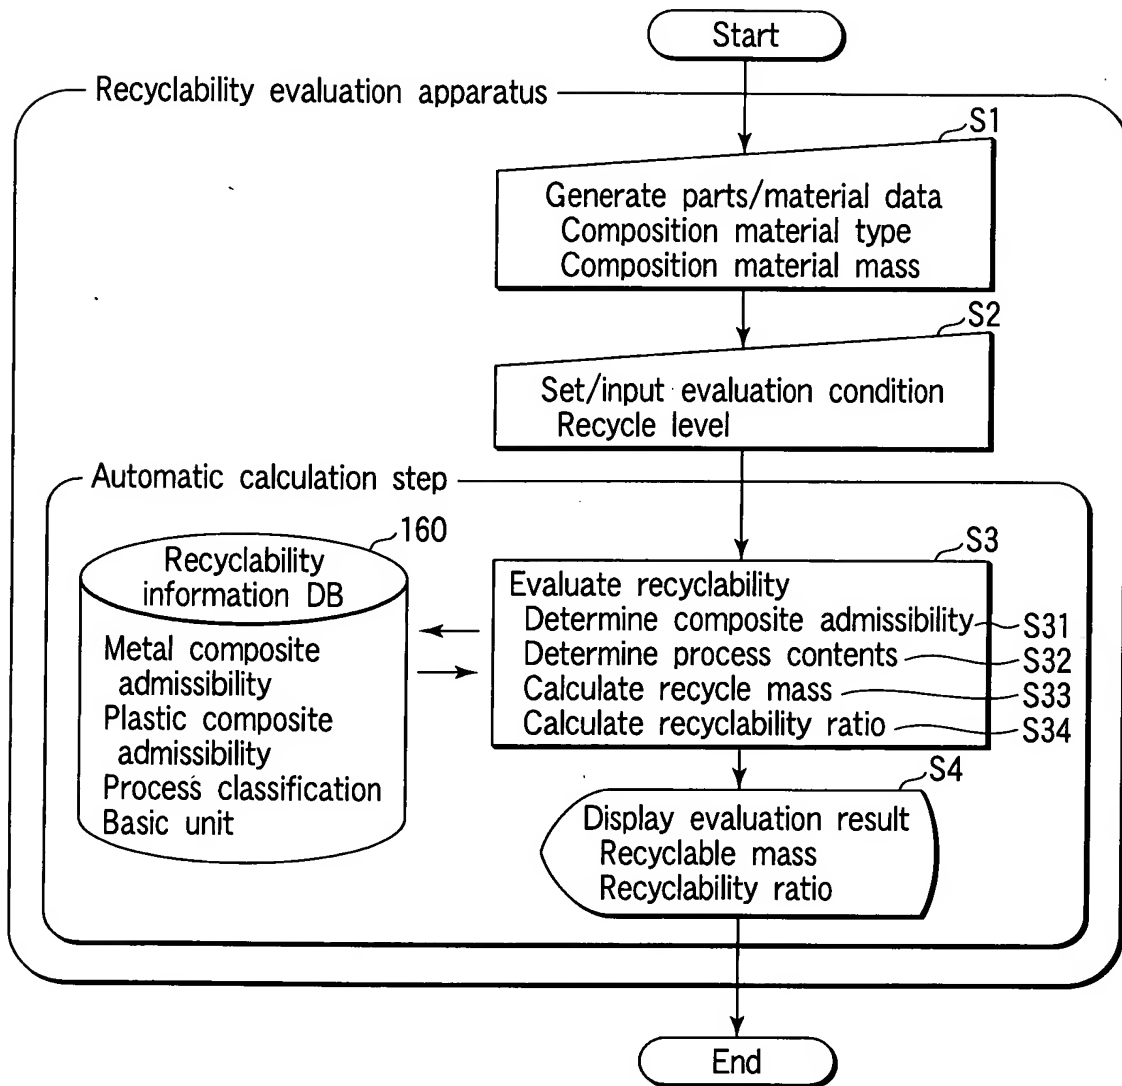 Start
Recyclability evaluation apparatus
S1
Generate parts/material data
Composition material type
Composition material mass
S2
Set/input evaluation condition
Recycle level
Automatic calculation step
160
Recyclability
information DB
Metal composite
admissibility
Plastic composite
admissibility
Process classification
Basic unit
S3
Evaluate recyclability
Determine composite admissibility S31
Determine process contents S32
Calculate recycle mass S33
Calculate recyclability ratio S34
S4
Display evaluation result
Recyclable mass
Recyclability ratio
End